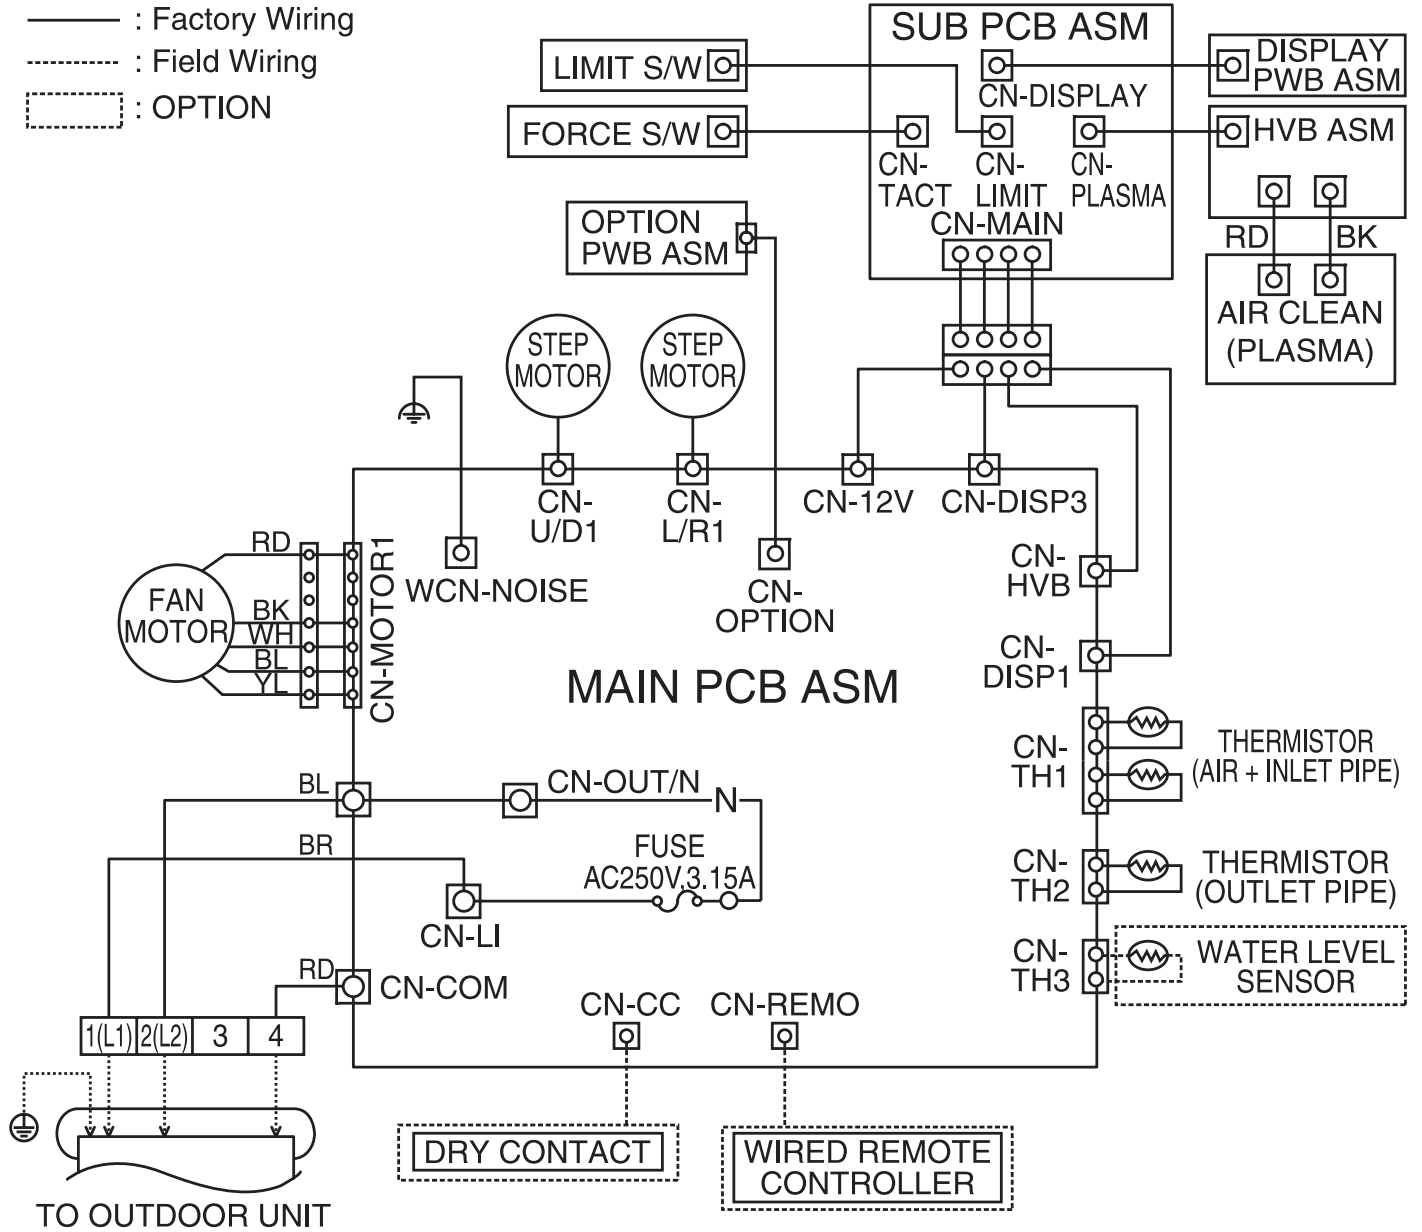 : Factory Wiring
: Field Wiring
: OPTION
SUB PCB ASM
LIMIT S/W
DISPLAY
PWB ASM
CN-DISPLAY
FORCE S/W
HVB ASM
CN-
TACT
CN-
LIMIT
CN-
PLASMA
CN-MAIN
OPTION
PWB ASM
RD
BK
AIR CLEAN
(PLASMA)
STEP
MOTOR
STEP
MOTOR
CN-
U/D1
CN-
L/R1
CN-12V
CN-DISP3
RD
FAN
MOTOR
BK
WH
BL
YL
CN-MOTOR1
WCN-NOISE
CN-
OPTION
CN-
HVB
CN-
DISP1
MAIN PCB ASM
CN-
TH1
THERMISTOR
(AIR + INLET PIPE)
BL
CN-OUT/N
N
BR
FUSE
AC250V,3.15A
CN-LI
CN-
TH2
THERMISTOR
(OUTLET PIPE)
RD
CN-COM
CN-
TH3
WATER LEVEL
SENSOR
CN-CC
CN-REMO
1(L1) 2(L2) 3 4
DRY CONTACT
WIRED REMOTE
CONTROLLER
TO OUTDOOR UNIT